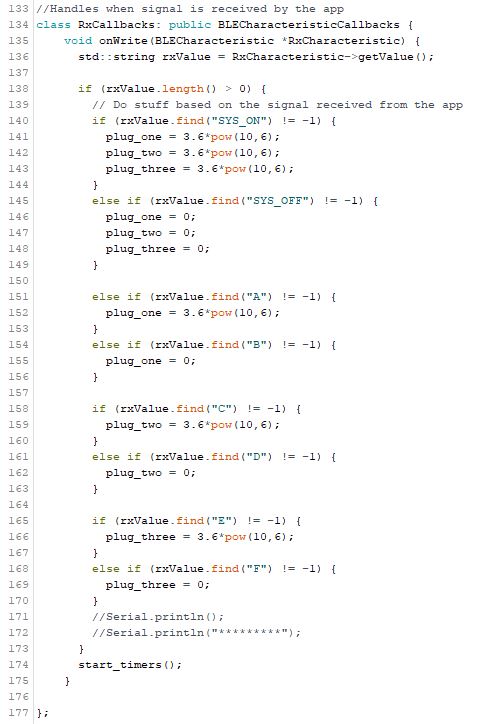 133 //Handles when signal is received by the app
134 class RxCallbacks: public BLECharacteristicCallbacks {
135     void onWrite(BLECharacteristic *RxCharacteristic) {
136       std::string rxValue = RxCharacteristic->getValue();
137
138       if (rxValue.length() > 0) {
139         // Do stuff based on the signal received from the app
140         if (rxValue.find("SYS_ON") != -1) {
141           plug_one = 3.6*pow(10,6);
142           plug_two = 3.6*pow(10,6);
143           plug_three = 3.6*pow(10,6);
144         }
145         else if (rxValue.find("SYS_OFF") != -1) {
146           plug_one = 0;
147           plug_two = 0;
148           plug_three = 0;
149         }
150
151         else if (rxValue.find("A") != -1) {
152           plug_one = 3.6*pow(10,6);
153         }
154         else if (rxValue.find("B") != -1) {
155           plug_one = 0;
156         }
157
158         if (rxValue.find("C") != -1) {
159           plug_two = 3.6*pow(10,6);
160         }
161         else if (rxValue.find("D") != -1) {
162           plug_two = 0;
163         }
164
165         if (rxValue.find("E") != -1) {
166           plug_three = 3.6*pow(10,6);
167         }
168         else if (rxValue.find("F") != -1) {
169           plug_three = 0;
170         }
171         //Serial.println();
172         //Serial.println("*********");
173       }
174       start_timers();
175     }
176
177 };